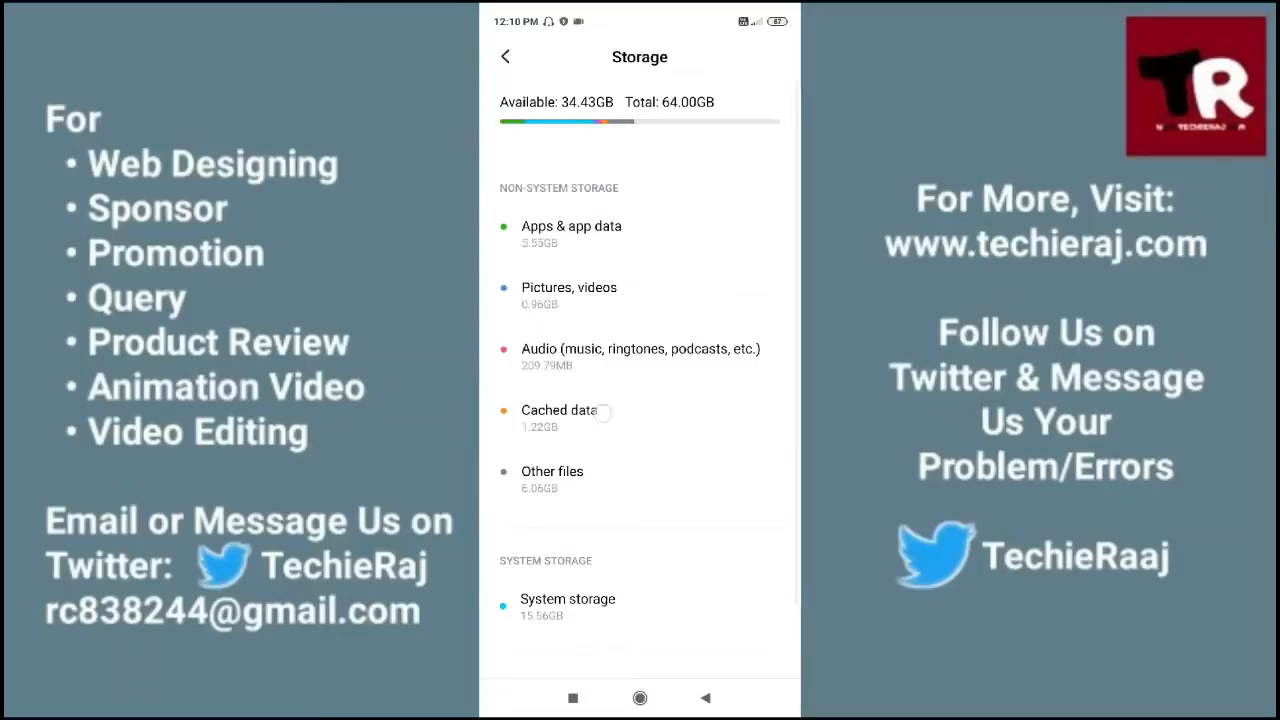 For
• Web Designing
• Sponsor
• Promotion
• Query
• Product Review
• Animation Video
• Video Editing
Email or Message Us on
Twitter: TechieRaj
rc838244@gmail.com
12:10 PM
87
Storage
Available: 34.43GB Total: 64.00GB
NON-SYSTEM STORAGE
Apps & app data
5.55GB
Pictures, videos
0.96GB
Audio (music, ringtones, podcasts, etc.)
209.79MB
Cached data
1.22GB
Other files
6.06GB
SYSTEM STORAGE
System storage
15.56GB
TR
For More, Visit:
www.techieraj.com
Follow Us on
Twitter & Message
Us Your
Problem/Errors
TechieRaaj